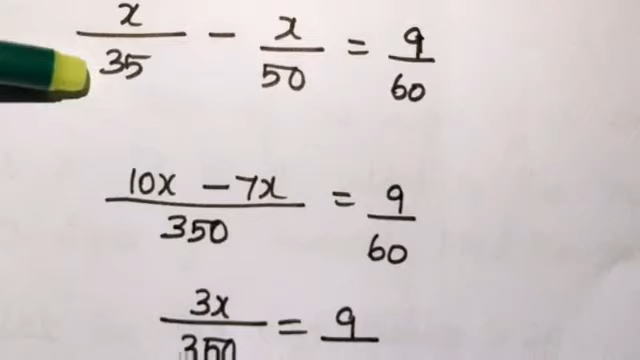 x/35 - x/50 = 9/60
10x - 7x/350 = 9/60
3x/350 = 9